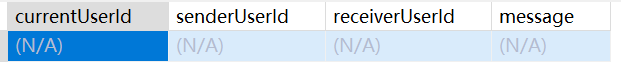 currentUserId senderUserId receiverUserId message
(N/A) (N/A) (N/A) (N/A)